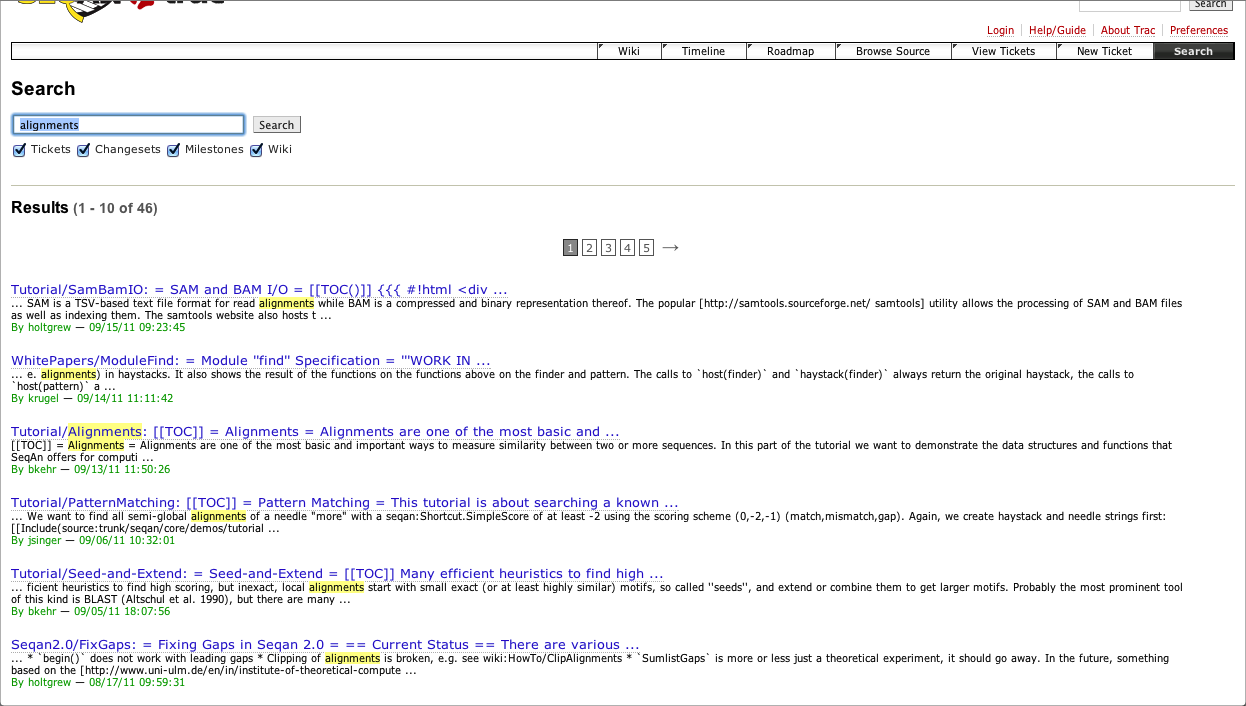 Search
Login Help/Guide About Trac Preferences
Wiki Timeline Roadmap Browse Source View Tickets New Ticket Search
Search
alignments Search
Tickets Changesets Milestones Wiki
Results (1 - 10 of 46)
1 2 3 4 5 →
Tutorial/SamBamIO: = SAM and BAM I/O = [[TOC()]] {{{ #!html <div ...
... SAM is a TSV-based text file format for read alignments while BAM is a compressed and binary representation thereof. The popular [http://samtools.sourceforge.net/ samtools] utility allows the processing of SAM and BAM files
as well as indexing them. The samtools website also hosts t ...
By holtgrew — 09/15/11 09:23:45
WhitePapers/ModuleFind: = Module "find" Specification = '''WORK IN ...
... e. alignments) in haystacks. It also shows the result of the functions on the functions above on the finder and pattern. The calls to `host(finder)` and `haystack(finder)` always return the original haystack, the calls to
`host(pattern)` a ...
By krugel — 09/14/11 11:11:42
Tutorial/Alignments: [[TOC]] = Alignments = Alignments are one of the most basic and ...
[[TOC]] = Alignments = Alignments are one of the most basic and important ways to measure similarity between two or more sequences. In this part of the tutorial we want to demonstrate the data structures and functions that
SeqAn offers for computi ...
By bkehr — 09/13/11 11:50:26
Tutorial/PatternMatching: [[TOC]] = Pattern Matching = This tutorial is about searching a known ...
... We want to find all semi-global alignments of a needle "more" with a seqan:Shortcut.SimpleScore of at least -2 using the scoring scheme (0,-2,-1) (match,mismatch,gap). Again, we create haystack and needle strings first:
[[Include(source:trunk/seqan/core/demos/tutorial ...
By jsinger — 09/06/11 10:32:01
Tutorial/Seed-and-Extend: = Seed-and-Extend = [[TOC]] Many efficient heuristics to find high ...
... ficient heuristics to find high scoring, but inexact, local alignments start with small exact (or at least highly similar) motifs, so called ''seeds'', and extend or combine them to get larger motifs. Probably the most prominent tool
of this kind is BLAST (Altschul et al. 1990), but there are many ...
By bkehr — 09/05/11 18:07:56
Seqan2.0/FixGaps: = Fixing Gaps in Seqan 2.0 = == Current Status == There are various ...
... * `begin()` does not work with leading gaps * Clipping of alignments is broken, e.g. see wiki:HowTo/ClipAlignments * `SumlistGaps` is more or less just a theoretical experiment, it should go away. In the future, something
based on the [http://www.uni-ulm.de/en/in/institute-of-theoretical-compute ...
By holtgrew — 08/17/11 09:59:31